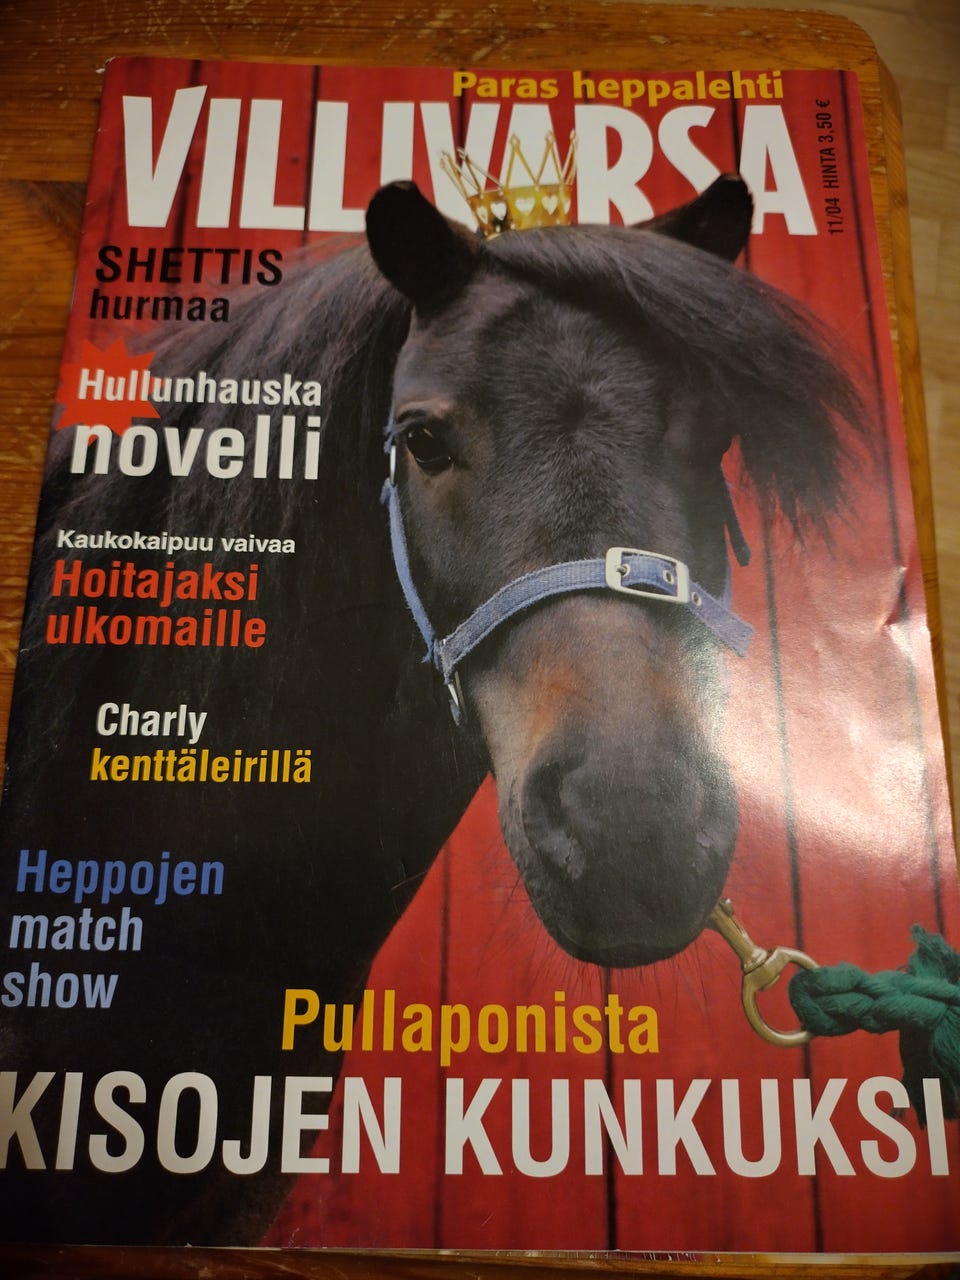 Paras heppalehti
VILLIVARSA
11/04 HINTA 3,50 €
SHETTIS
hurmaa
Hullunhauska
novelli
Kaukokaipuu vaivaa
Hoitajaksi
ulkomaille
Charly
kenttäleirillä
Heppojen
match
show
Pullaponista
KISOJEN KUNKUKSI